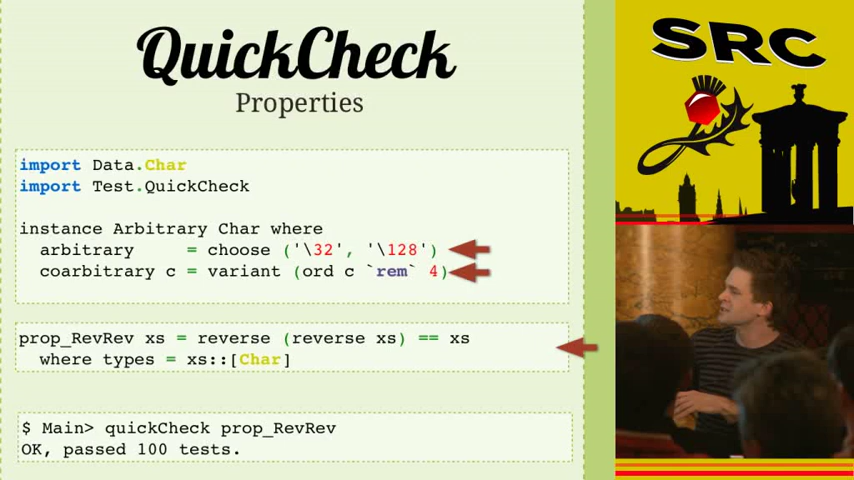 QuickCheck
Properties
import Data.Char
import Test.QuickCheck
instance Arbitrary Char where
arbitrary     = choose ('\32', '\128')
coarbitrary c = variant (ord c `rem` 4)
prop_RevRev xs = reverse (reverse xs) == xs
where types = xs::[Char]
$ Main> quickCheck prop_RevRev
OK, passed 100 tests.
SRC